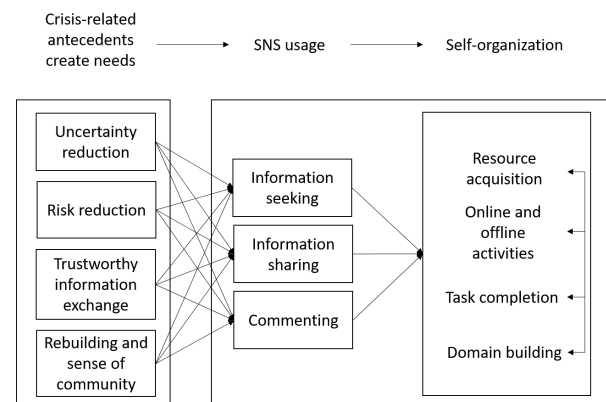 Crisis-related
antecedents
create needs
SNS usage
Self-organization
Uncertainty
reduction
Risk reduction
Trustworthy
information
exchange
Rebuilding and
sense of
community
Information
seeking
Information
sharing
Commenting
Resource
acquisition
Online and
offline
activities
Task completion
Domain building